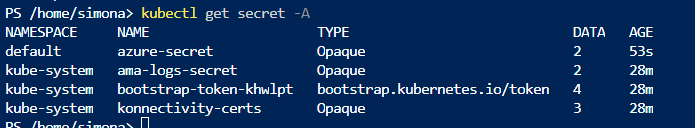 PS /home/simona> kubectl get secret -A
NAMESPACE NAME TYPE DATA AGE
default azure-secret Opaque 2 53s
kube-system ama-logs-secret Opaque 2 28m
kube-system bootstrap-token-khwlpt bootstrap.kubernetes.io/token 4 28m
kube-system konnectivity-certs Opaque 3 28m
PS /home/simona>